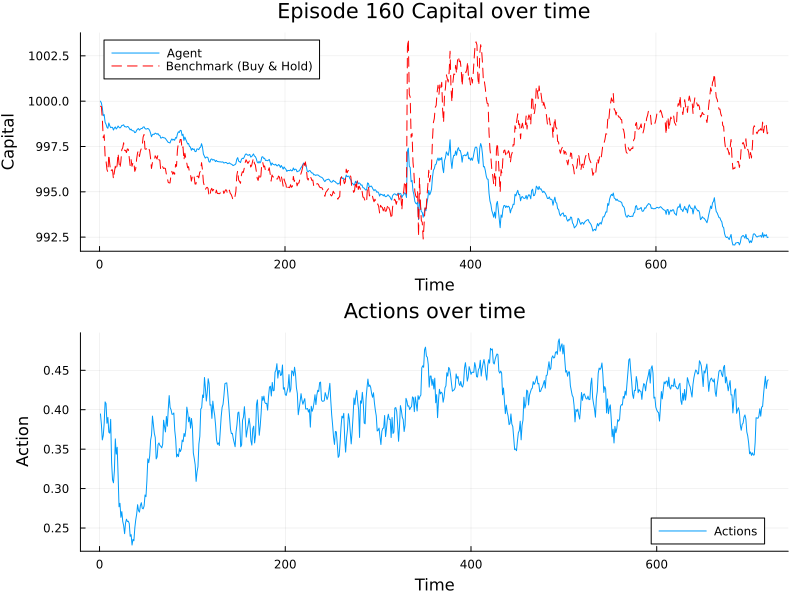 Episode 160 Capital over time
Capital
1002.5
1000.0
997.5
995.0
992.5
Agent
Benchmark (Buy & Hold)
0
200
400
600
Time
Actions over time
Action
0.45
0.40
0.35
0.30
0.25
Actions
0
200
400
600
Time